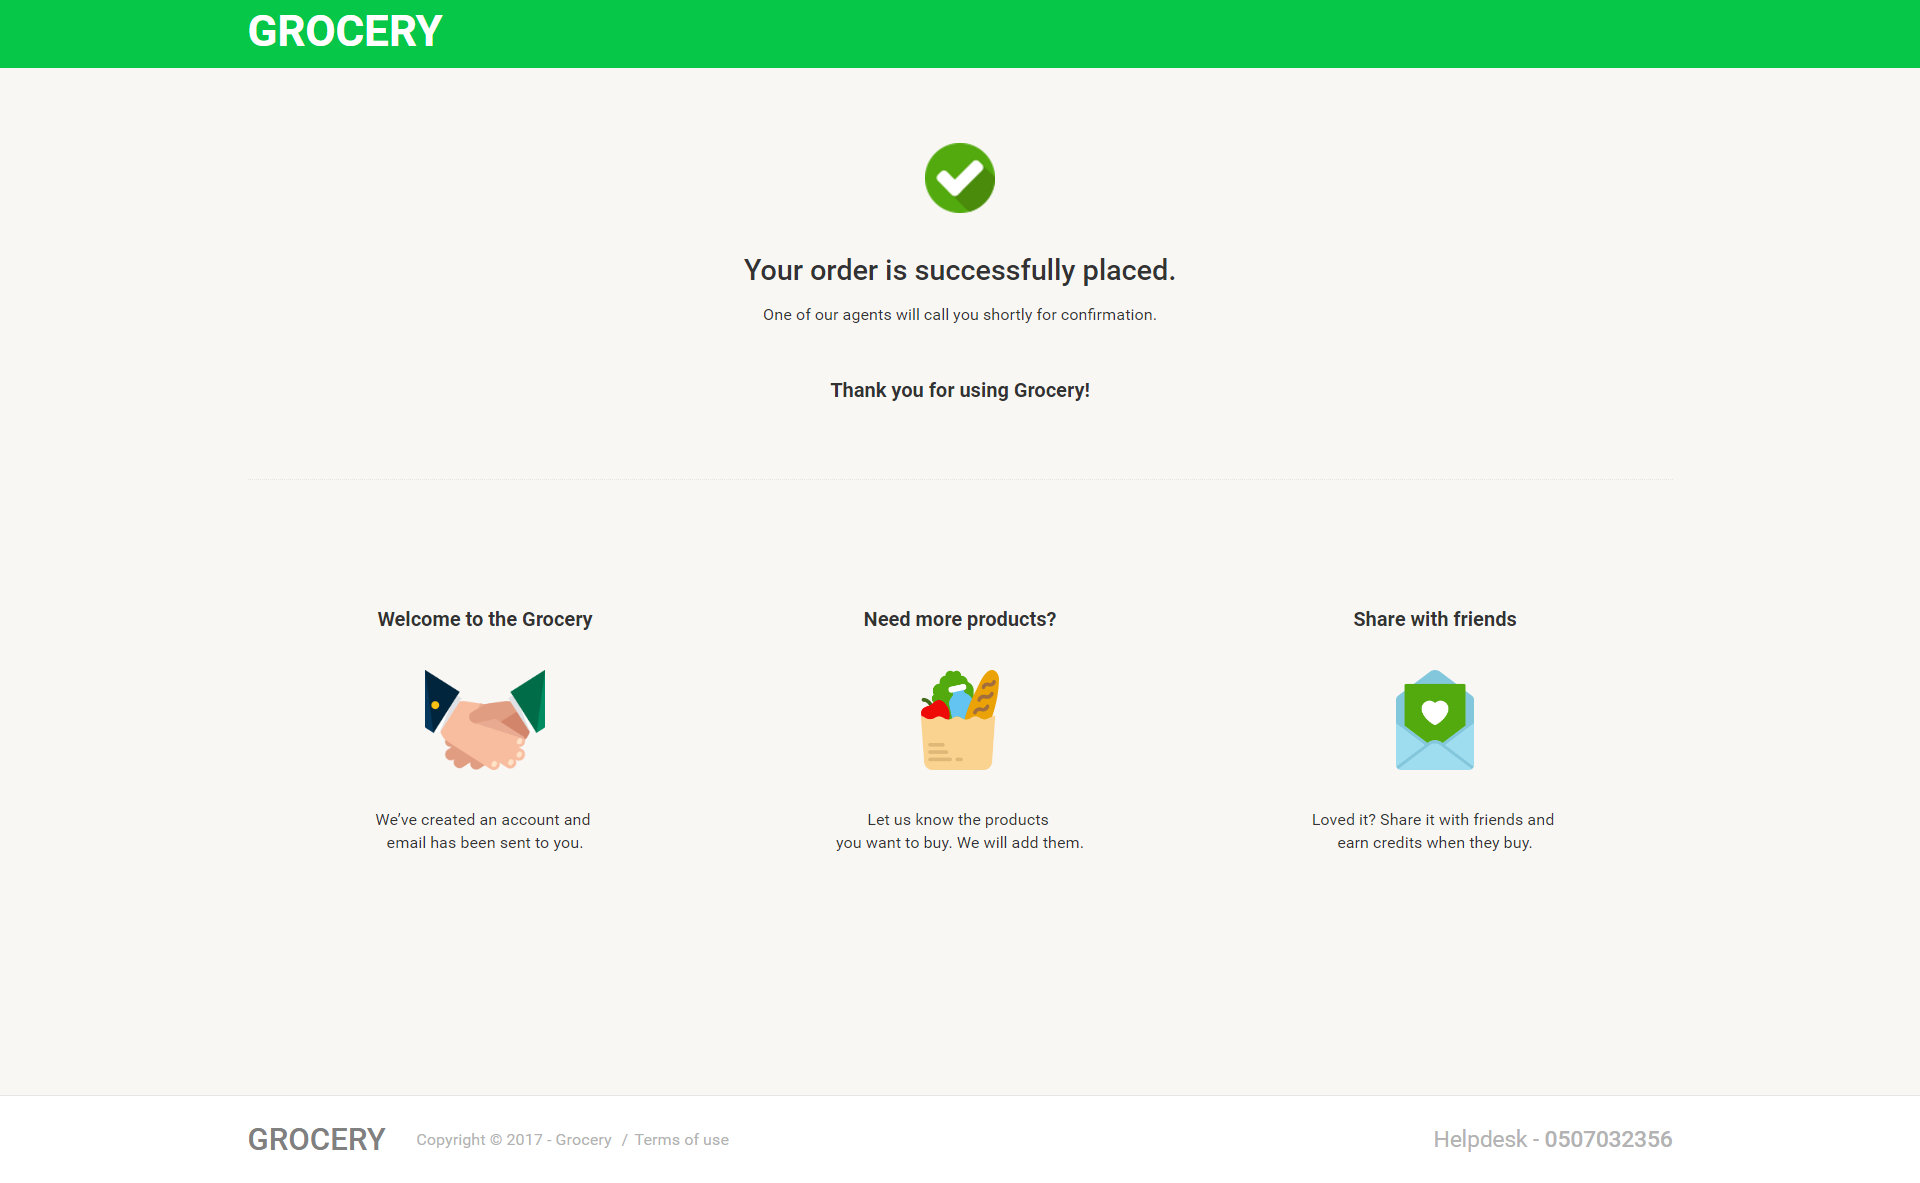 GROCERY
Your order is successfully placed.
One of our agents will call you shortly for confirmation.
Thank you for using Grocery!
Welcome to the Grocery
We’ve created an account and
email has been sent to you.
Need more products?
Let us know the products
you want to buy. We will add them.
Share with friends
Loved it? Share it with friends and
earn credits when they buy.
GROCERY
Copyright © 2017 - Grocery / Terms of use
Helpdesk - 0507032356